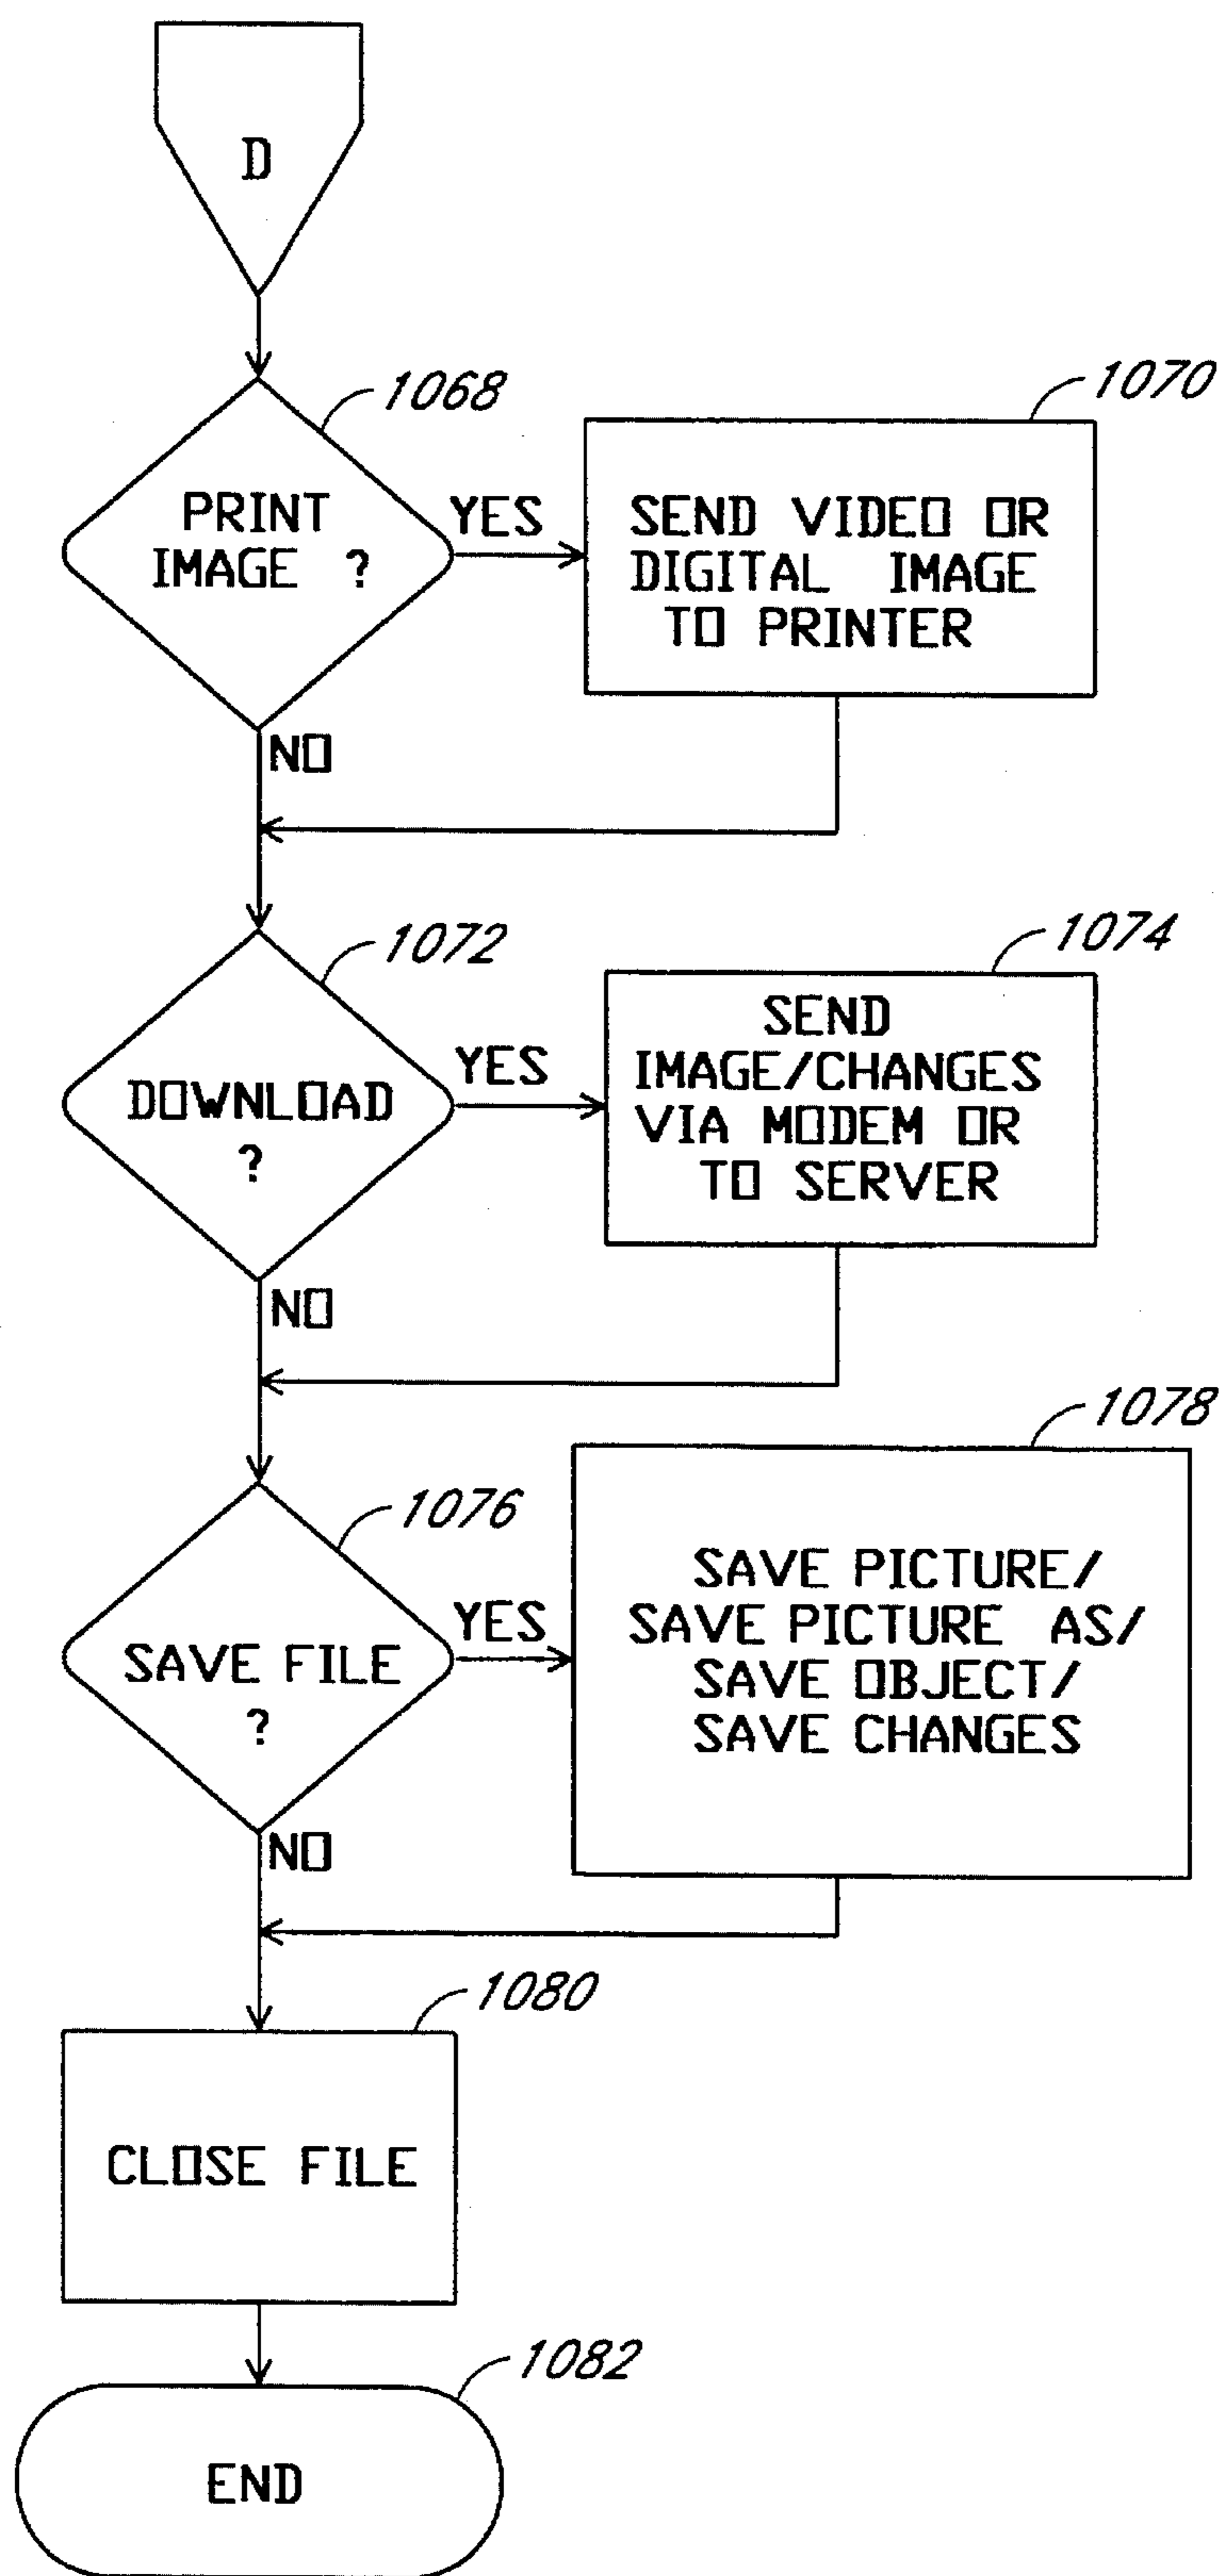 D
1068
PRINT
IMAGE ?
YES
1070
SEND VIDEO OR
DIGITAL IMAGE
TO PRINTER
NO
1072
DOWNLOAD
?
YES
1074
SEND
IMAGE/CHANGES
VIA MODEM OR
TO SERVER
NO
1076
SAVE FILE
?
YES
1078
SAVE PICTURE/
SAVE PICTURE AS/
SAVE OBJECT/
SAVE CHANGES
NO
1080
CLOSE FILE
1082
END